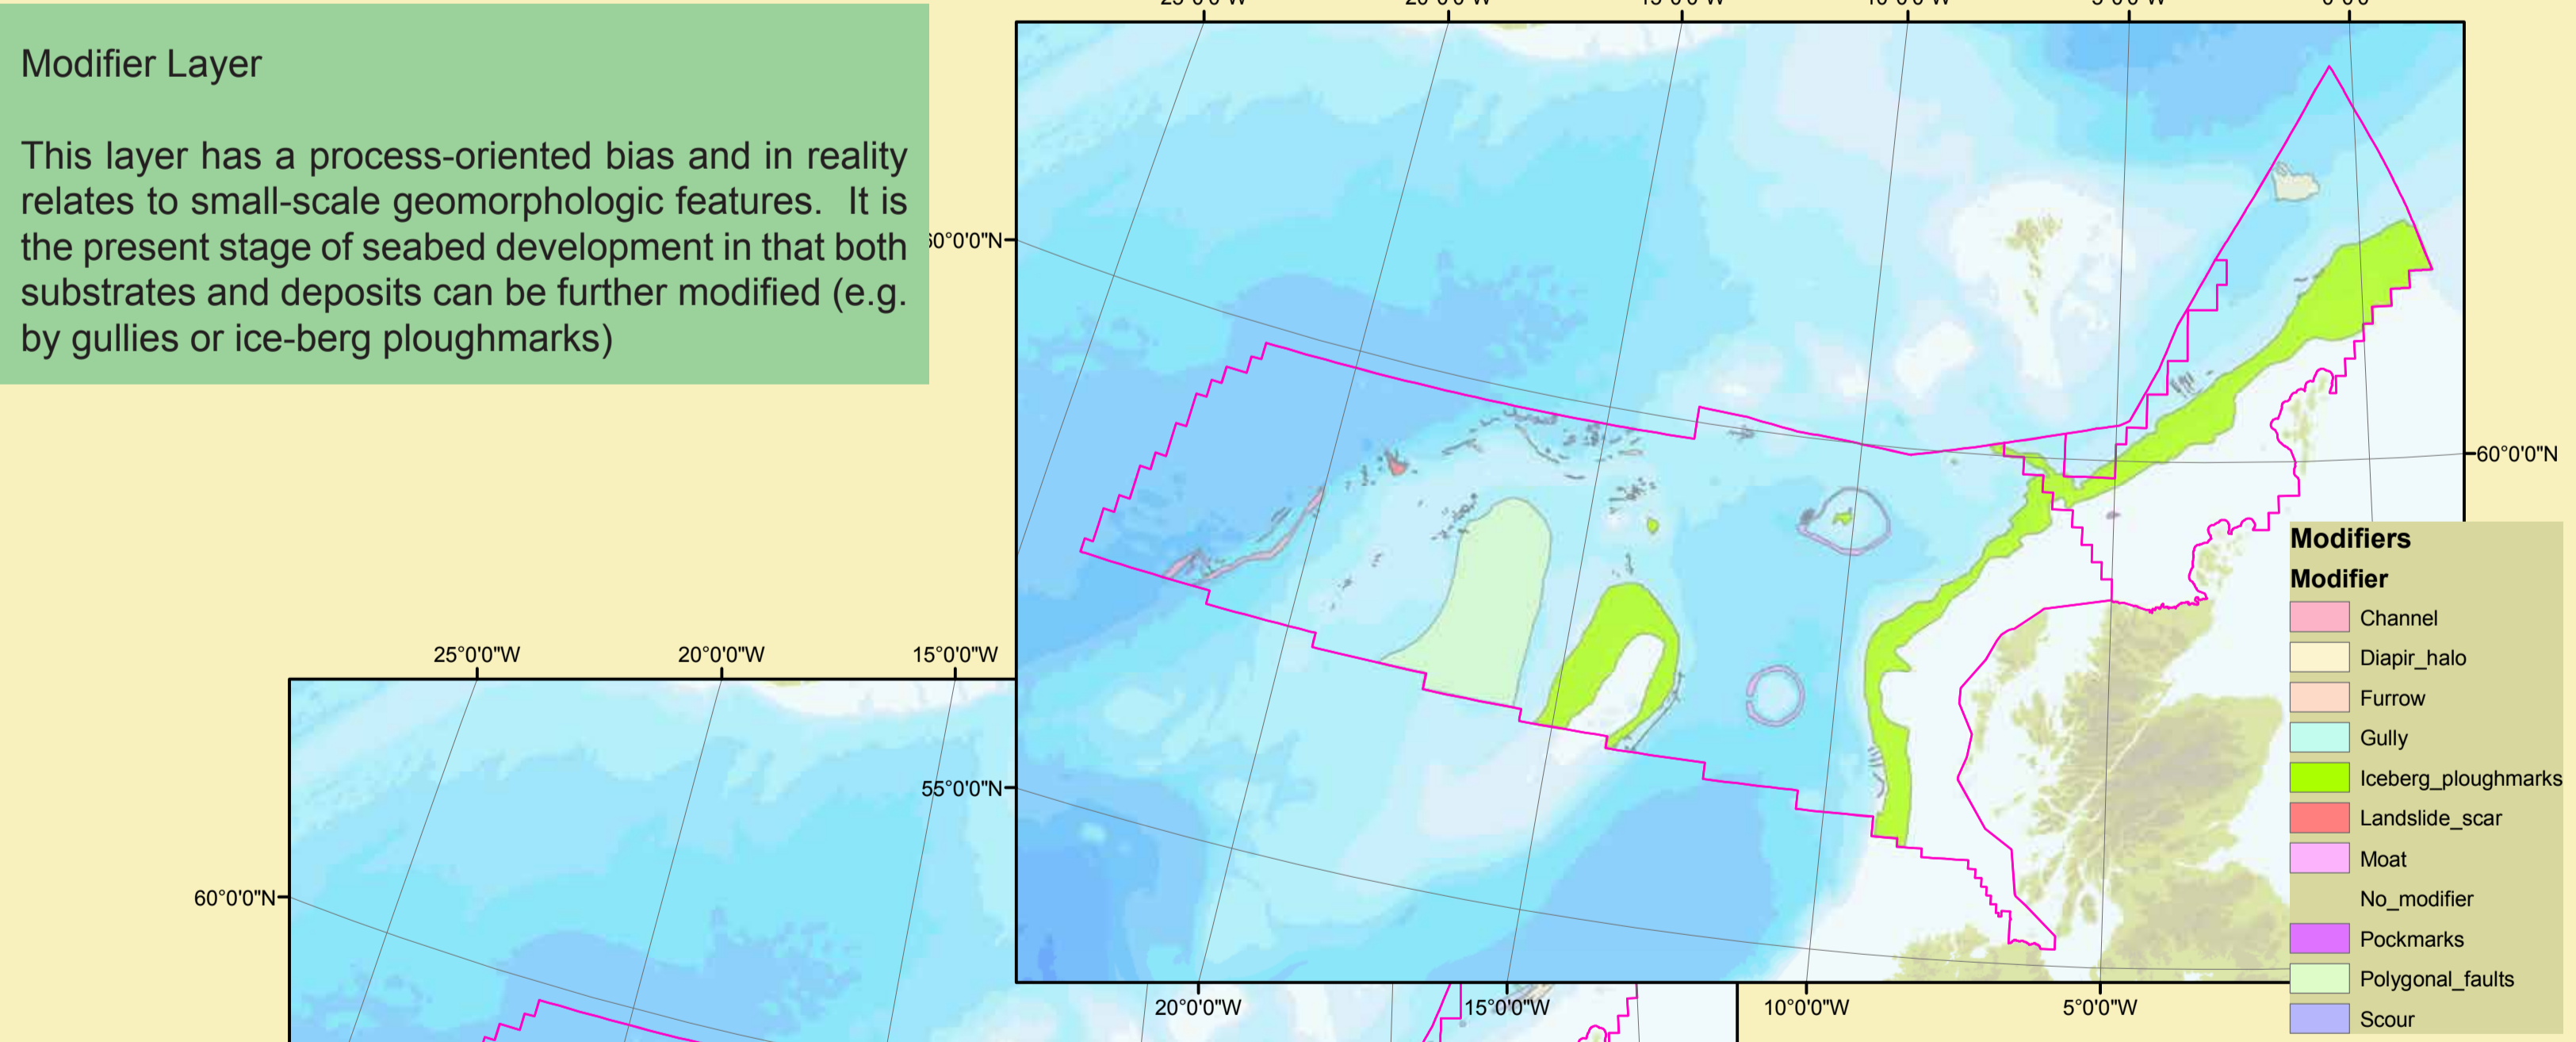 Modifier Layer
This layer has a process-oriented bias and in reality
relates to small-scale geomorphologic features. It is
the present stage of seabed development in that both
substrates and deposits can be further modified (e.g.
by gullies or ice-berg ploughmarks)
60°0'0"N
60°0'0"N
Modifiers
Modifier
Channel
Diapir_halo
Furrow
Gully
Iceberg_ploughmarks
Landslide_scar
Moat
No_modifier
Pockmarks
Polygonal_faults
Scour
25°0'0"W 20°0'0"W 15°0'0"W
55°0'0"N
60°0'0"N
20°0'0"W 15°0'0"W 10°0'0"W 5°0'0"W